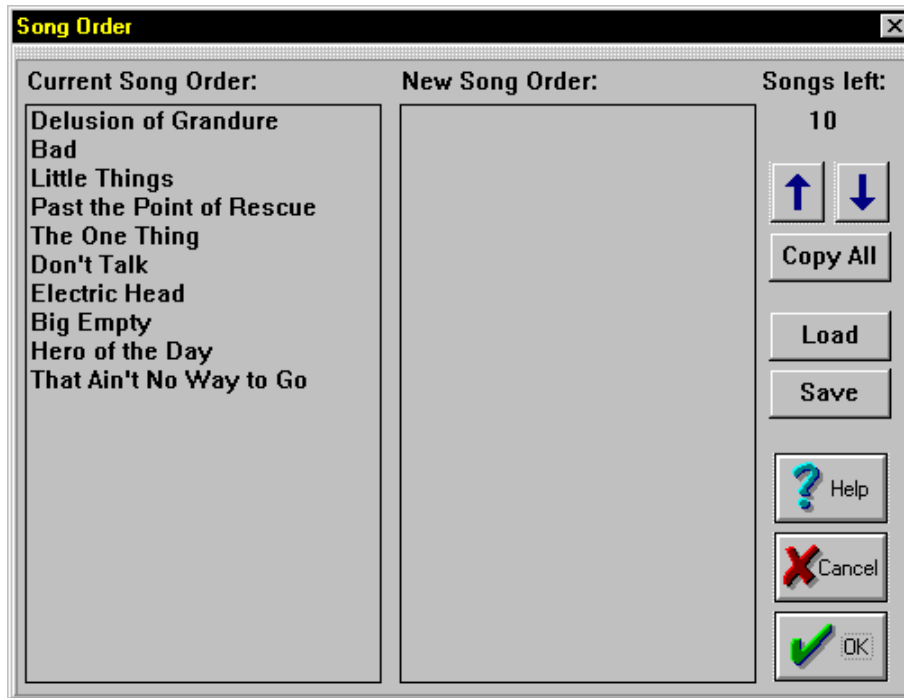 Song Order
Current Song Order:
Delusion of Grandure
Bad
Little Things
Past the Point of Rescue
The One Thing
Don't Talk
Electric Head
Big Empty
Hero of the Day
That Ain't No Way to Go
New Song Order:
Songs left:
10
Copy All
Load
Save
Help
Cancel
OK